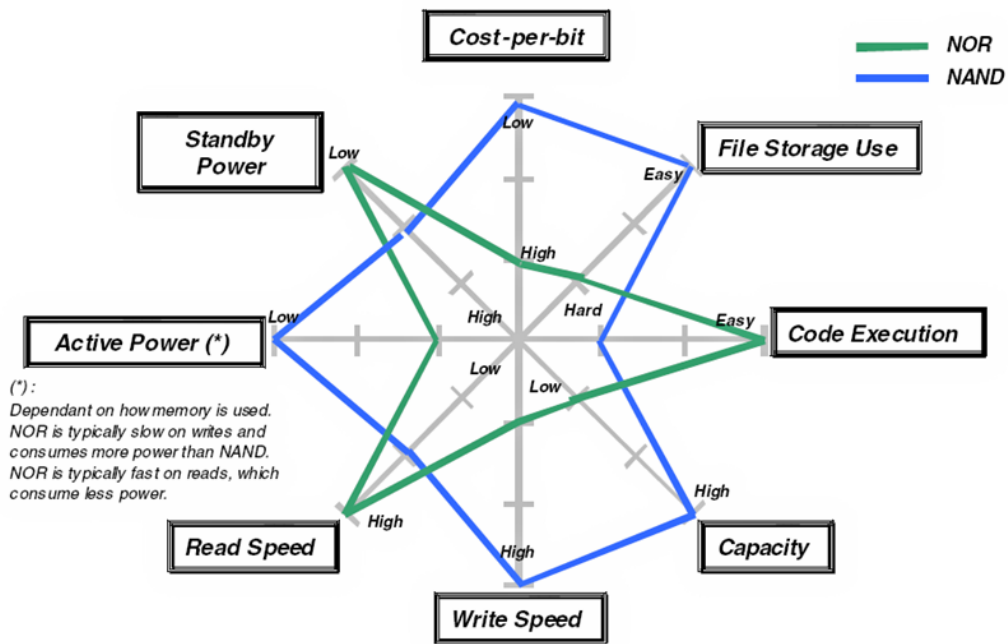 Cost-per-bit
NOR
NAND
Standby
Power
File Storage Use
Low
Low
Easy
High
High
Hard
Low
Easy
Active Power (*)
Code Execution
Low
Low
(*) :
Dependant on how memory is used.
NOR is typically slow on writes and
consumes more power than NAND.
NOR is typically fast on reads, which
consume less power.
High
High
High
Read Speed
Capacity
Write Speed